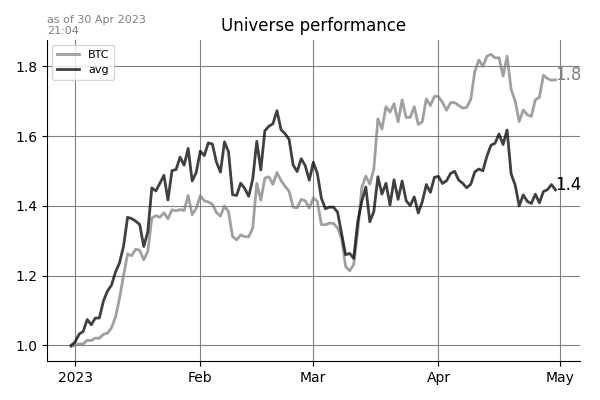 as of 30 Apr 2023
21:04
Universe performance
BTC
avg
1.8
1.6
1.4
1.2
1.0
1.8
1.4
2023 Feb Mar Apr May